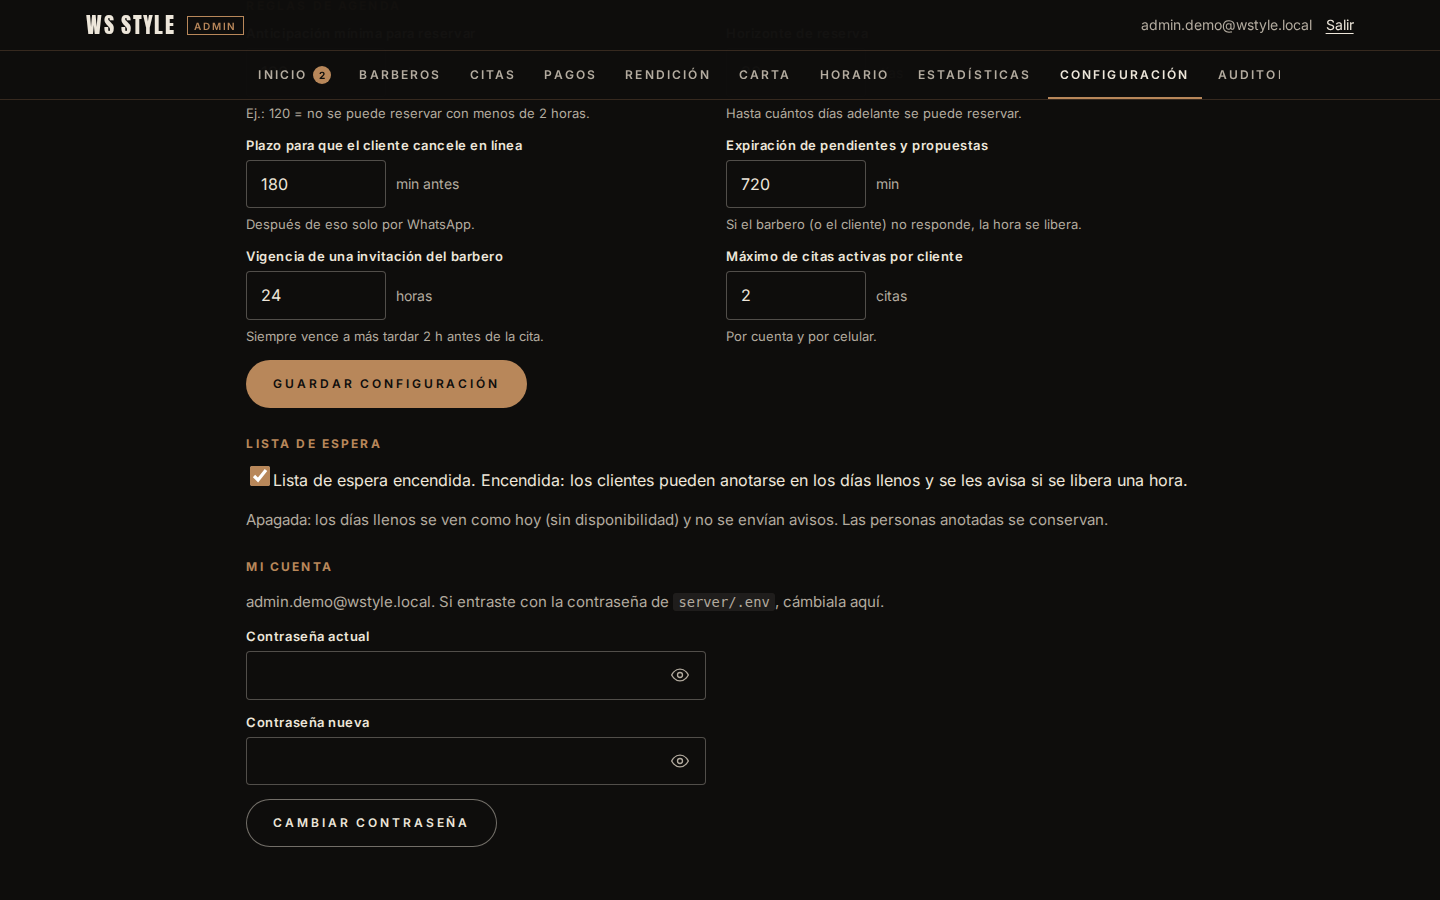 WS STYLE ADMIN admin.demo@wstyle.local Salir
INICIO 2 BARBEROS CITAS PAGOS RENDICIÓN CARTA HORARIO ESTADÍSTICAS CONFIGURACIÓN AUDITO
Ej.: 120 = no se puede reservar con menos de 2 horas.
Hasta cuántos días adelante se puede reservar.
Plazo para que el cliente cancele en línea
180 min antes
Después de eso solo por WhatsApp.
Expiración de pendientes y propuestas
720 min
Si el barbero (o el cliente) no responde, la hora se libera.
Vigencia de una invitación del barbero
24 horas
Siempre vence a más tardar 2 h antes de la cita.
Máximo de citas activas por cliente
2 citas
Por cuenta y por celular.
GUARDAR CONFIGURACIÓN
LISTA DE ESPERA
Lista de espera encendida. Encendida: los clientes pueden anotarse en los días llenos y se les avisa si se libera una hora.
Apagada: los días llenos se ven como hoy (sin disponibilidad) y no se envían avisos. Las personas anotadas se conservan.
MI CUENTA
admin.demo@wstyle.local. Si entraste con la contraseña de server/.env, cámbiala aquí.
Contraseña actual
Contraseña nueva
CAMBIAR CONTRASEÑA